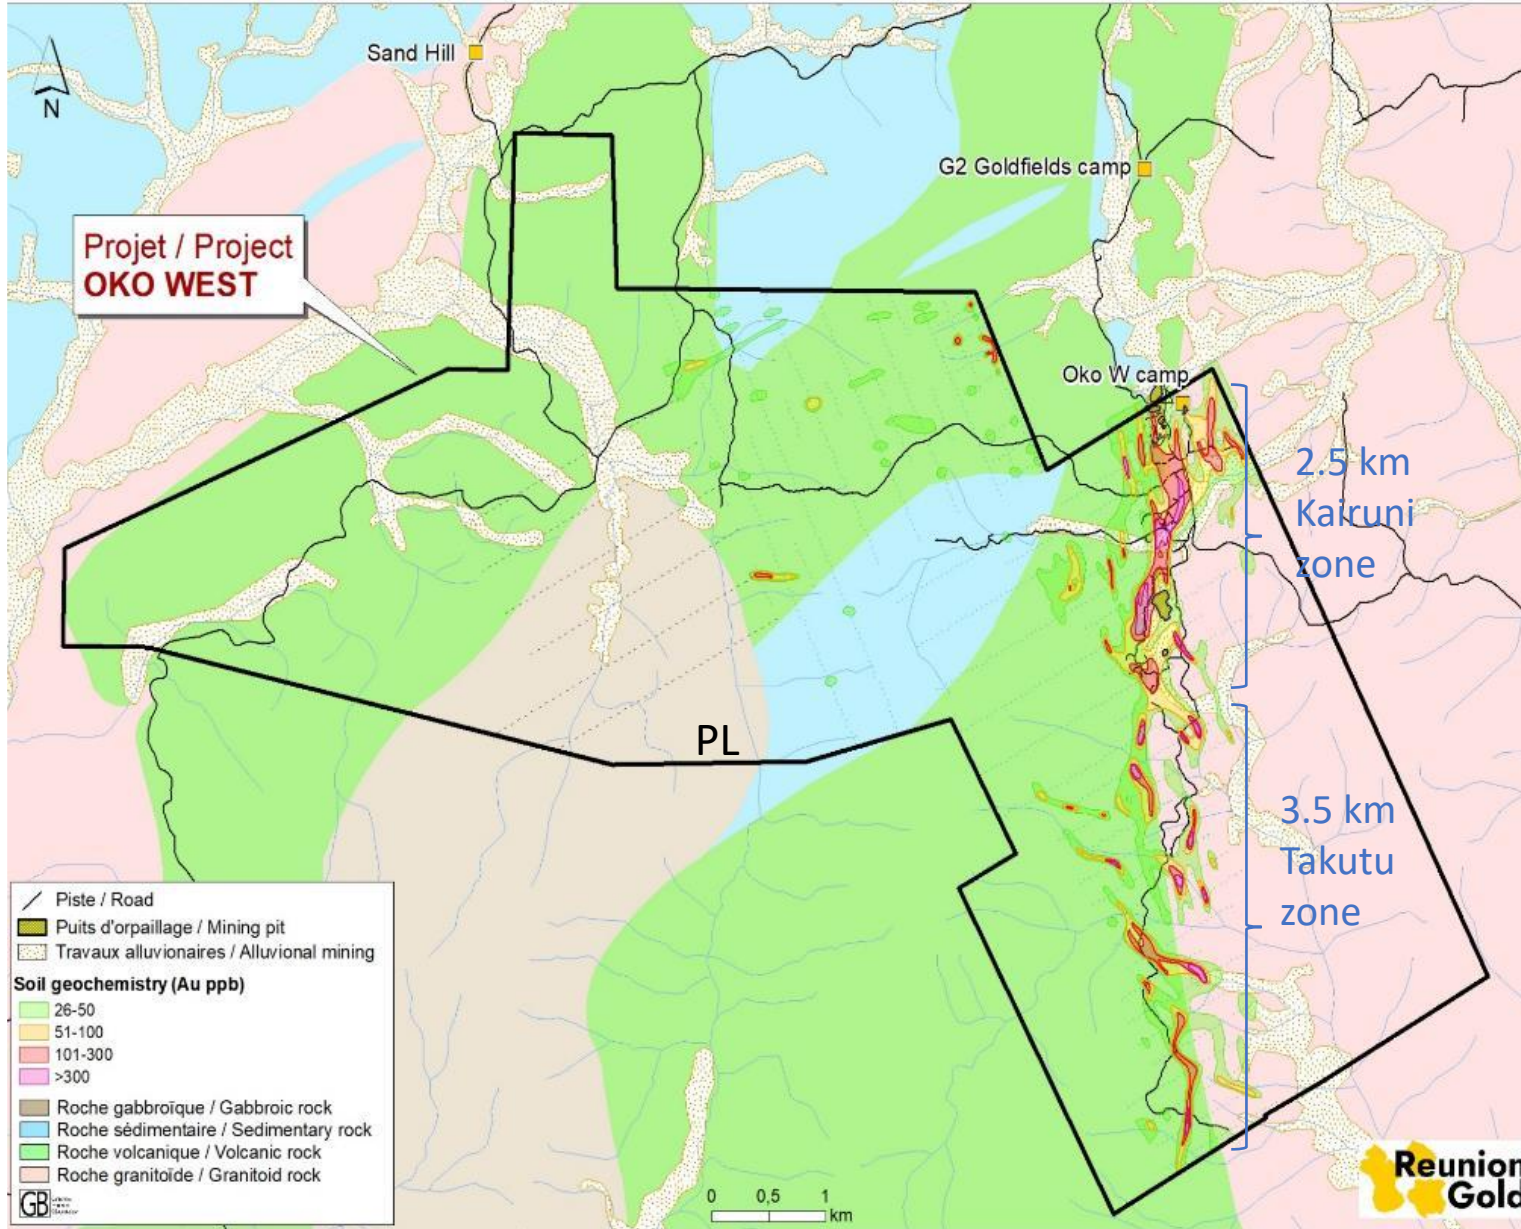 Sand Hill
N
G2 Goldfields camp
Projet / Project
OKO WEST
Oko W camp
2.5 km
Kairuni
zone
PL
3.5 km
Takutu
zone
Piste / Road
Puits d'orpaillage / Mining pit
Travaux alluvionaires / Alluvional mining
Soil geochemistry (Au ppb)
26-50
51-100
101-300
>300
Roche gabbroïque / Gabbroic rock
Roche sédimentaire / Sedimentary rock
Roche volcanique / Volcanic rock
Roche granitoïde / Granitoid rock
GB
0 0,5 1
km
Reunion
Gold